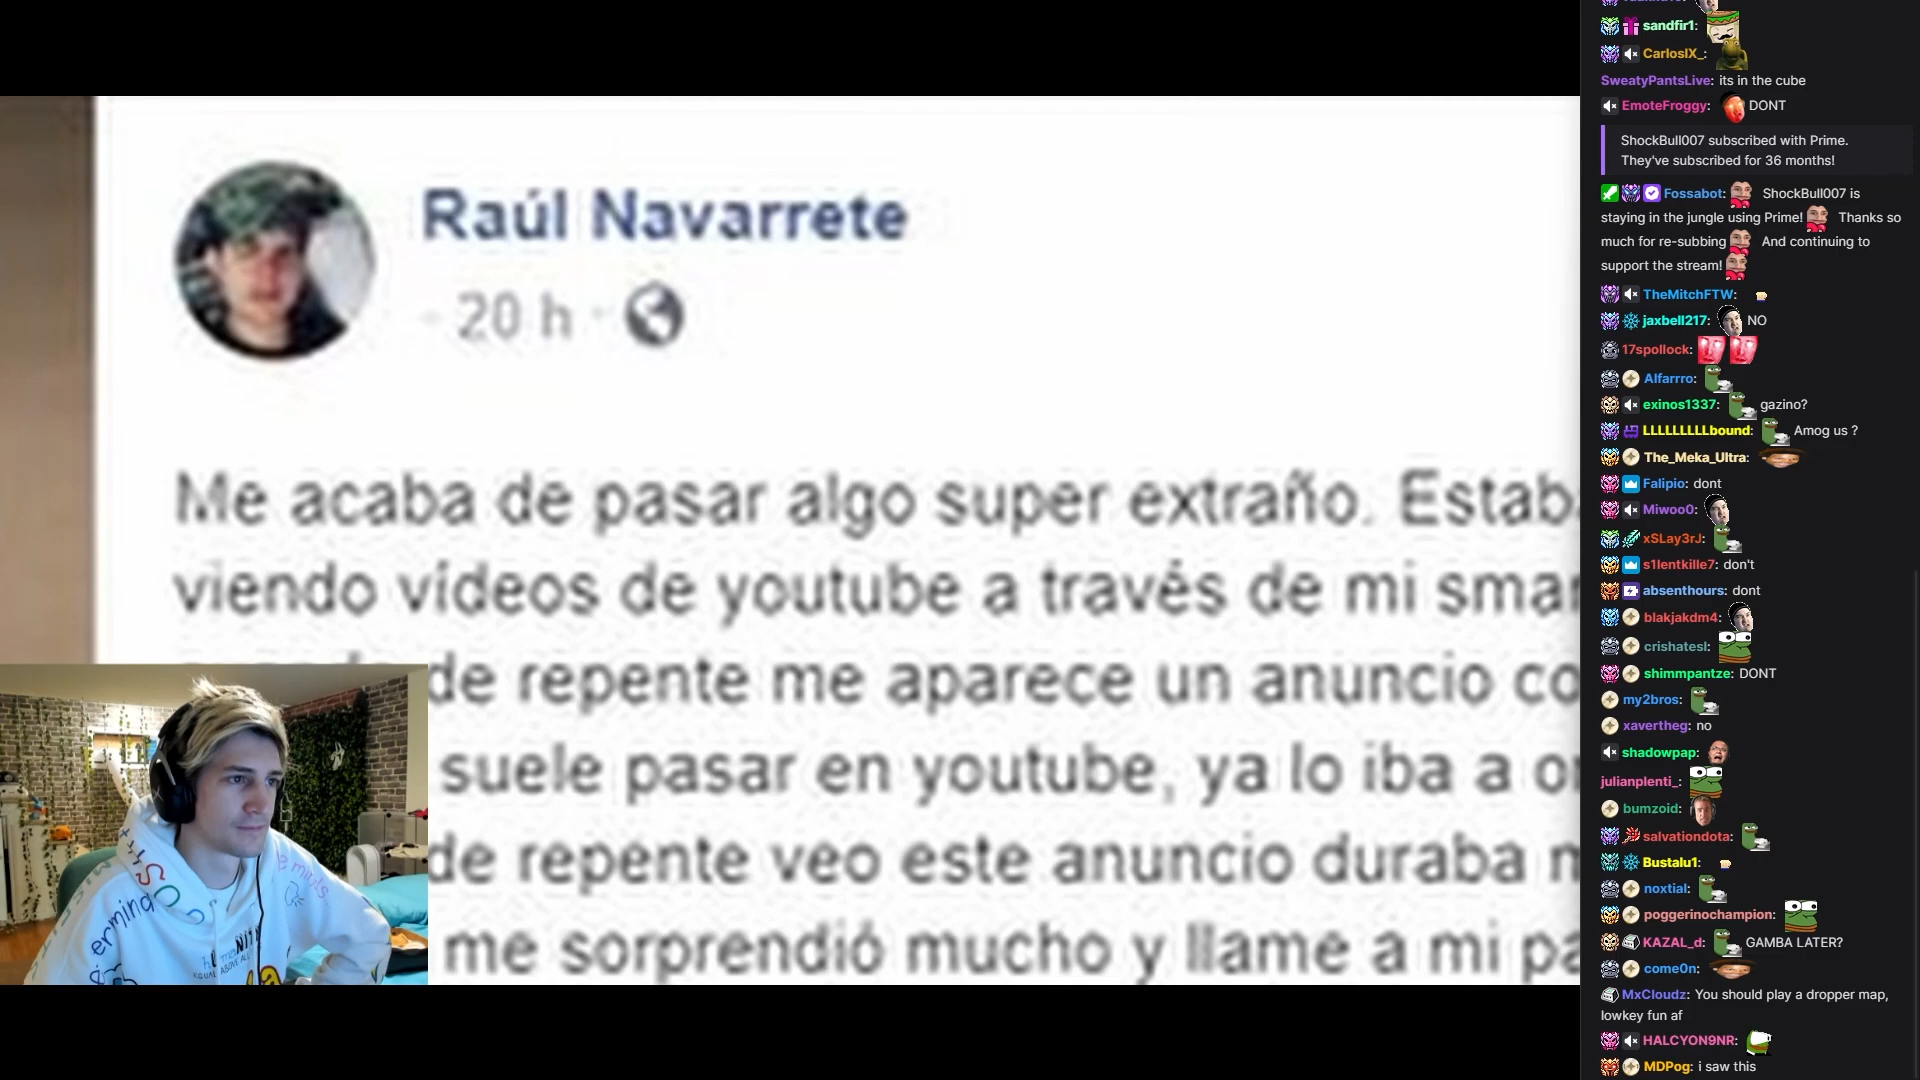 Raúl Navarrete
20 h
Me acaba de pasar algo super extraño.
viendo vídeos de youtube a través de mi
de repente me aparece un anuncio
suele pasar en youtube, ya lo iba a
de repente veo este anuncio duraba
me sorprendió mucho y llame a mi
sandfir1:
CarlosIX_:
SweatyPantsLive: its in the cube
EmoteFroggy: DONT
ShockBull007 subscribed with Prime.
They've subscribed for 36 months!
Fossabot: ShockBull007 is
staying in the jungle using Prime! Thanks so
much for re-subbing And continuing to
support the stream!
TheMitchFTW:
jaxbell217: NO
17spollock:
Alfarrro:
exinos1337: gazino?
LLLLLLLLLbound: Amog us ?
The_Meka_Ultra:
Falipio: dont
Miwoo0:
xSLay3rJ:
s1lentkille7: don't
absenthours: dont
blakjakdm4:
crishatesl:
shimmpantze: DONT
my2bros:
xavertheg: no
shadowpap:
julianplenti_:
bumzoid:
salvationdota:
Bustalu1:
noxtial:
poggerinochampion:
KAZAL_d: GAMBA LATER?
come0n:
MxCloudz: You should play a dropper map,
lowkey fun af
HALCYON9NR:
MDPog: i saw this